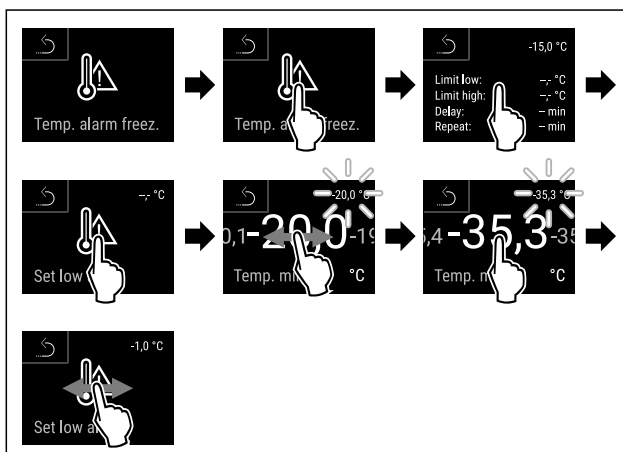 Temp. alarm freez.
Temp. a freez.
-15,0 °C
Limit low: –,- °C
Limit high: –,- °C
Delay: – min
Repeat: – min
–,- °C
Set low
-20,0 °C
0,1 -20,0 -19
Temp. m °C
-35,3 °C
5,4 -35,3 -35
Temp. m °C
-1,0 °C
Set low a